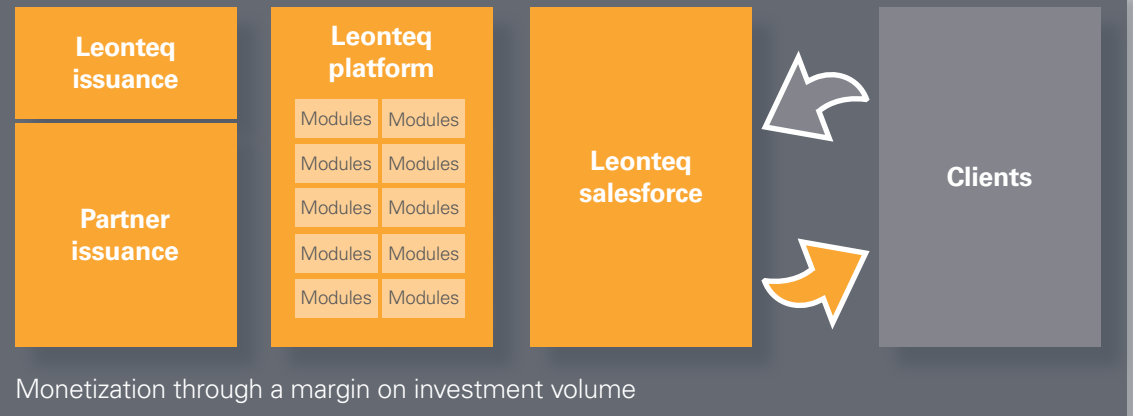 Leonteq
issuance
Partner
issuance
Leonteq
platform
Modules Modules
Modules Modules
Modules Modules
Modules Modules
Modules Modules
Leonteq
salesforce
Clients
Monetization through a margin on investment volume